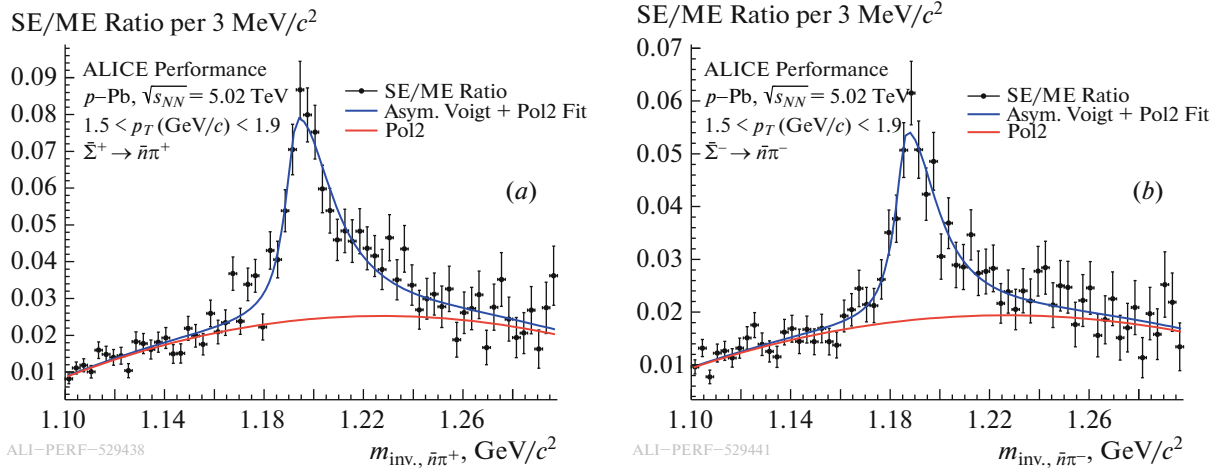 SE/ME Ratio per 3 MeV/c²
0.09
0.08
0.07
0.06
0.05
0.04
0.03
0.02
0.01
ALICE Performance
p–Pb, √sNN = 5.02 TeV
1.5 < pT (GeV/c) < 1.9
Σ̄⁺ → n̄π⁺
SE/ME Ratio
Asym. Voigt + Pol2 Fit
Pol2
(a)
1.10 1.14 1.18 1.22 1.26
minv., n̄π⁺, GeV/c²
ALI−PERF−529438
SE/ME Ratio per 3 MeV/c²
0.07
0.06
0.05
0.04
0.03
0.02
0.01
ALICE Performance
p–Pb, √sNN = 5.02 TeV
1.5 < pT (GeV/c) < 1.9
Σ̄⁻ → n̄π⁻
SE/ME Ratio
Asym. Voigt + Pol2 Fit
Pol2
(b)
1.10 1.14 1.18 1.22 1.26
minv., n̄π⁻, GeV/c²
ALI−PERF−529441